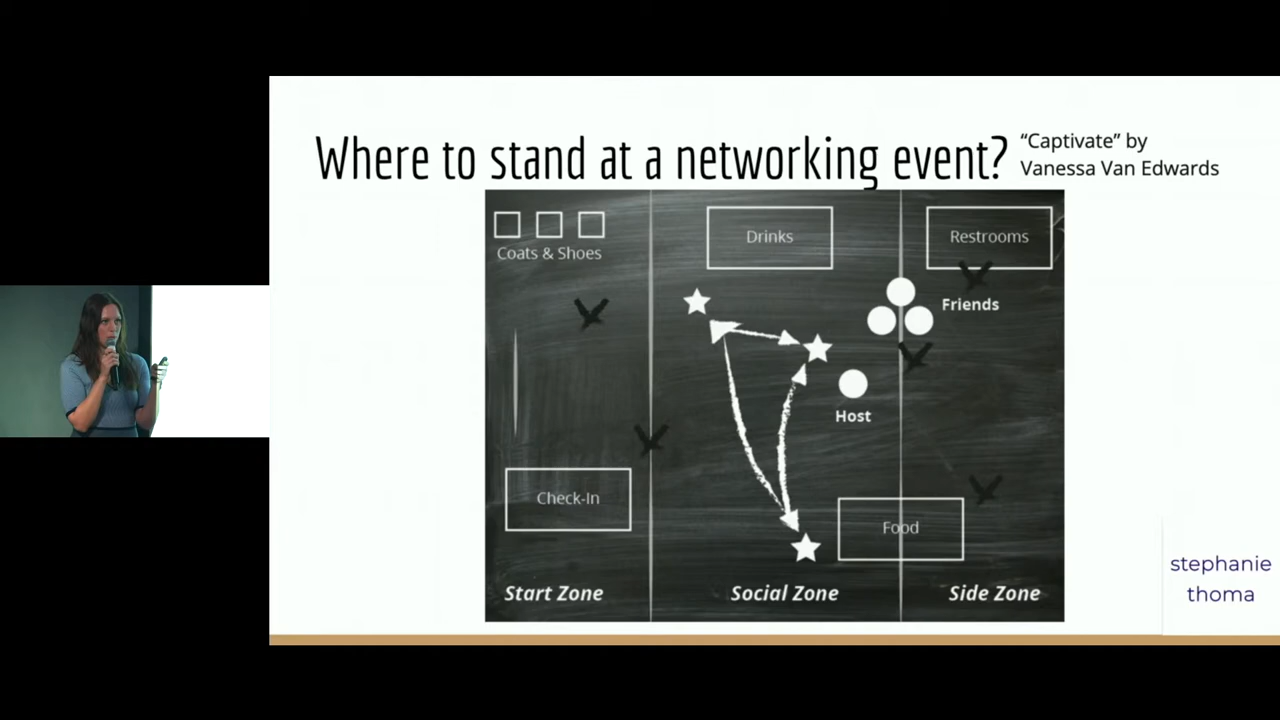 Where to stand at a networking event?
“Captivate” by
Vanessa Van Edwards
Coats & Shoes
Drinks
Restrooms
Friends
Host
Check-In
Food
Start Zone
Social Zone
Side Zone
stephanie
thoma